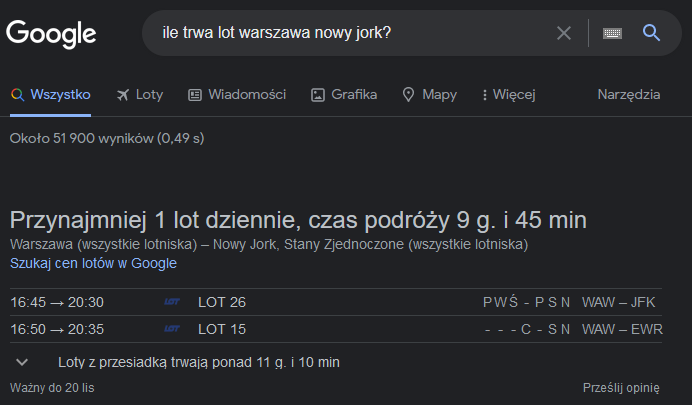 Google
ile trwa lot warszawa nowy jork?
Wszystko Loty Wiadomości Grafika Mapy Więcej Narzędzia
Około 51 900 wyników (0,49 s)
Przynajmniej 1 lot dziennie, czas podróży 9 g. i 45 min
Warszawa (wszystkie lotniska) – Nowy Jork, Stany Zjednoczone (wszystkie lotniska)
Szukaj cen lotów w Google
16:45 → 20:30 LOT LOT 26 P W Ś - P S N WAW – JFK
16:50 → 20:35 LOT LOT 15 - - - C - S N WAW – EWR
Loty z przesiadką trwają ponad 11 g. i 10 min
Ważny do 20 lis Prześlij opinię